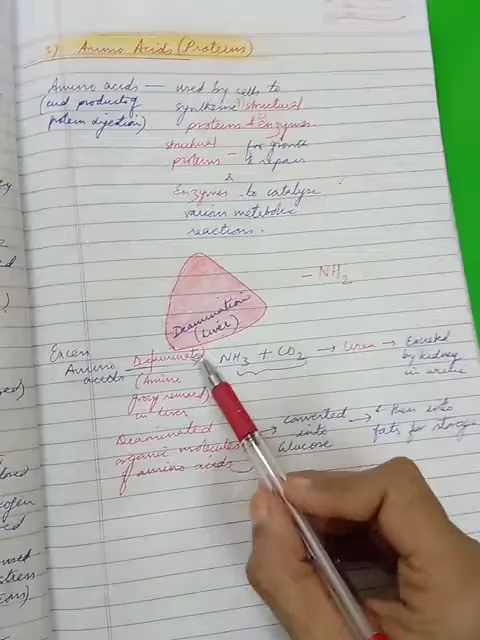 3) Amino Acids (Proteins)
Amino acids — used by cells to
(end product of synthesise structural
protein digestion) proteins & Enzymes
structural — for growth
proteins & repair
2
Enzymes - to catalyse
various metabolic
reactions.
- NH2
Deamination
(Liver)
Excess
Amino acids
Deaminated
NH3 + CO2 → Urea → Excreted
by kidney
in urine
(Amine
group removed)
in liver
Deaminated
organic molecules
of amino acids
→ converted
into
Glucose
→ & then into
fats for storage